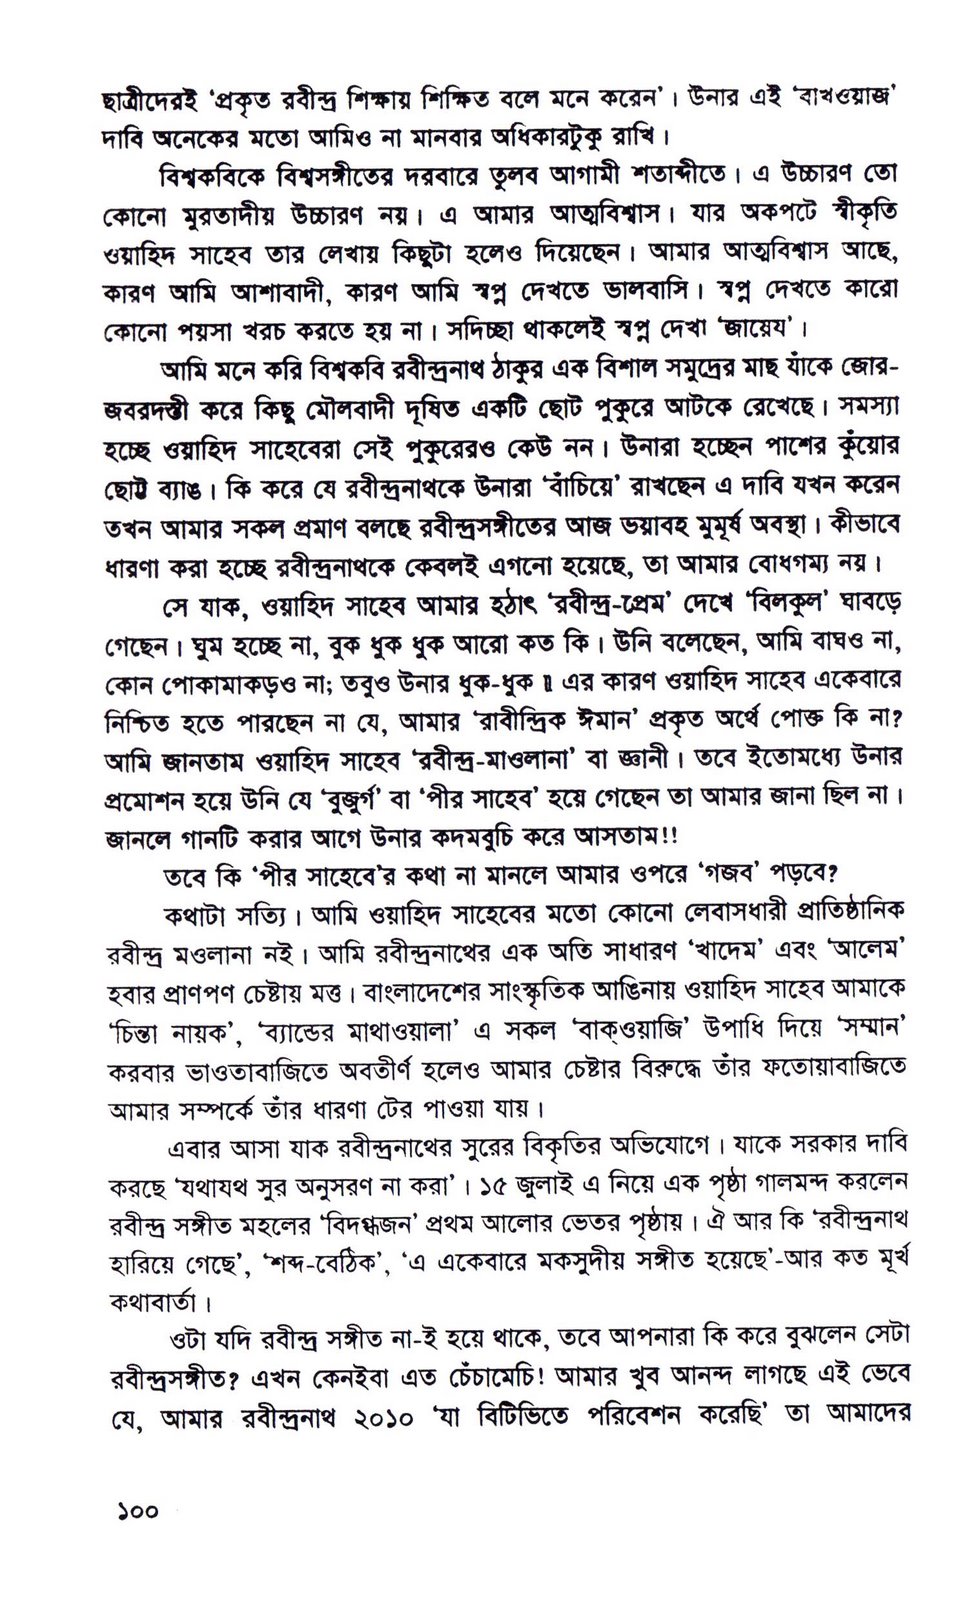 ছাত্রীদেরই ‘প্রকৃত রবীন্দ্র শিক্ষায় শিক্ষিত বলে মনে করেন’। উনার এই ‘বাখওয়াজ’
দাবি অনেকের মতো আমিও না মানবার অধিকারটুকু রাখি।
বিশ্বকবিকে বিশ্বসঙ্গীতের দরবারে তুলব আগামী শতাব্দীতে। এ উচ্চারণ তো
কোনো মুরতাদীয় উচ্চারণ নয়। এ আমার আত্মবিশ্বাস। যার অকপটে স্বীকৃতি
ওয়াহিদ সাহেব তার লেখায় কিছুটা হলেও দিয়েছেন। আমার আত্মবিশ্বাস আছে,
কারণ আমি আশাবাদী, কারণ আমি স্বপ্ন দেখতে ভালবাসি। স্বপ্ন দেখতে কারো
কোনো পয়সা খরচ করতে হয় না। সদিচ্ছা থাকলেই স্বপ্ন দেখা ‘জায়েয’।
আমি মনে করি বিশ্বকবি রবীন্দ্রনাথ ঠাকুর এক বিশাল সমুদ্রের মাছ যাঁকে জোর-
জবরদস্তী করে কিছু মৌলবাদী দূষিত একটি ছোট পুকুরে আটকে রেখেছে। সমস্যা
হচ্ছে ওয়াহিদ সাহেবেরা সেই পুকুরেরও কেউ নন। উনারা হচ্ছেন পাশের কুঁয়োর
ছোট্ট ব্যাঙ। কি করে যে রবীন্দ্রনাথকে উনারা ‘বাঁচিয়ে’ রাখছেন এ দাবি যখন করেন
তখন আমার সকল প্রমাণ বলছে রবীন্দ্রসঙ্গীতের আজ ভয়াবহ মুমূর্ষ অবস্থা। কীভাবে
ধারণা করা হচ্ছে রবীন্দ্রনাথকে কেবলই এগনো হয়েছে, তা আমার বোধগম্য নয়।
সে যাক, ওয়াহিদ সাহেব আমার হঠাৎ ‘রবীন্দ্র-প্রেম’ দেখে ‘বিলকুল’ ঘাবড়ে
গেছেন। ঘুম হচ্ছে না, বুক ধুক ধুক আরো কত কি। উনি বলেছেন, আমি বাঘও না,
কোন পোকামাকড়ও না; তবুও উনার ধুক-ধুক॥ এর কারণ ওয়াহিদ সাহেব একেবারে
নিশ্চিত হতে পারছেন না যে, আমার ‘রাবীন্দ্রিক ঈমান’ প্রকৃত অর্থে পোক্ত কি না?
আমি জানতাম ওয়াহিদ সাহেব ‘রবীন্দ্র-মাওলানা’ বা জ্ঞানী। তবে ইতোমধ্যে উনার
প্রমোশন হয়ে উনি যে ‘বুজুর্গ’ বা ‘পীর সাহেব’ হয়ে গেছেন তা আমার জানা ছিল না।
জানলে গানটি করার আগে উনার কদমবুচি করে আসতাম!!
তবে কি ‘পীর সাহেবে’র কথা না মানলে আমার ওপরে ‘গজব’ পড়বে?
কথাটা সত্যি। আমি ওয়াহিদ সাহেবের মতো কোনো লেবাসধারী প্রাতিষ্ঠানিক
রবীন্দ্র মওলানা নই। আমি রবীন্দ্রনাথের এক অতি সাধারণ ‘খাদেম’ এবং ‘আলেম’
হবার প্রাণপণ চেষ্টায় মত্ত। বাংলাদেশের সাংস্কৃতিক আঙিনায় ওয়াহিদ সাহেব আমাকে
‘চিন্তা নায়ক’, ‘ব্যান্ডের মাথাওয়ালা’ এ সকল ‘বাক্ওয়াজি’ উপাধি দিয়ে ‘সম্মান’
করবার ভাওতাবাজিতে অবতীর্ণ হলেও আমার চেষ্টার বিরুদ্ধে তাঁর ফতোয়াবাজিতে
আমার সম্পর্কে তাঁর ধারণা টের পাওয়া যায়।
এবার আসা যাক রবীন্দ্রনাথের সুরের বিকৃতির অভিযোগে। যাকে সরকার দাবি
করছে ‘যথাযথ সুর অনুসরণ না করা’। ১৫ জুলাই এ নিয়ে এক পৃষ্ঠা গালমন্দ করলেন
রবীন্দ্র সঙ্গীত মহলের ‘বিদগ্ধজন’ প্রথম আলোর ভেতর পৃষ্ঠায়। ঐ আর কি ‘রবীন্দ্রনাথ
হারিয়ে গেছে’, ‘শব্দ-বেঠিক’, ‘এ একেবারে মকসুদীয় সঙ্গীত হয়েছে’-আর কত মূর্খ
কথাবার্তা।
ওটা যদি রবীন্দ্র সঙ্গীত না-ই হয়ে থাকে, তবে আপনারা কি করে বুঝলেন সেটা
রবীন্দ্রসঙ্গীত? এখন কেনইবা এত চেঁচামেচি! আমার খুব আনন্দ লাগছে এই ভেবে
যে, আমার রবীন্দ্রনাথ ২০১০ ‘যা বিটিভিতে পরিবেশন করেছি’ তা আমাদের
১০০